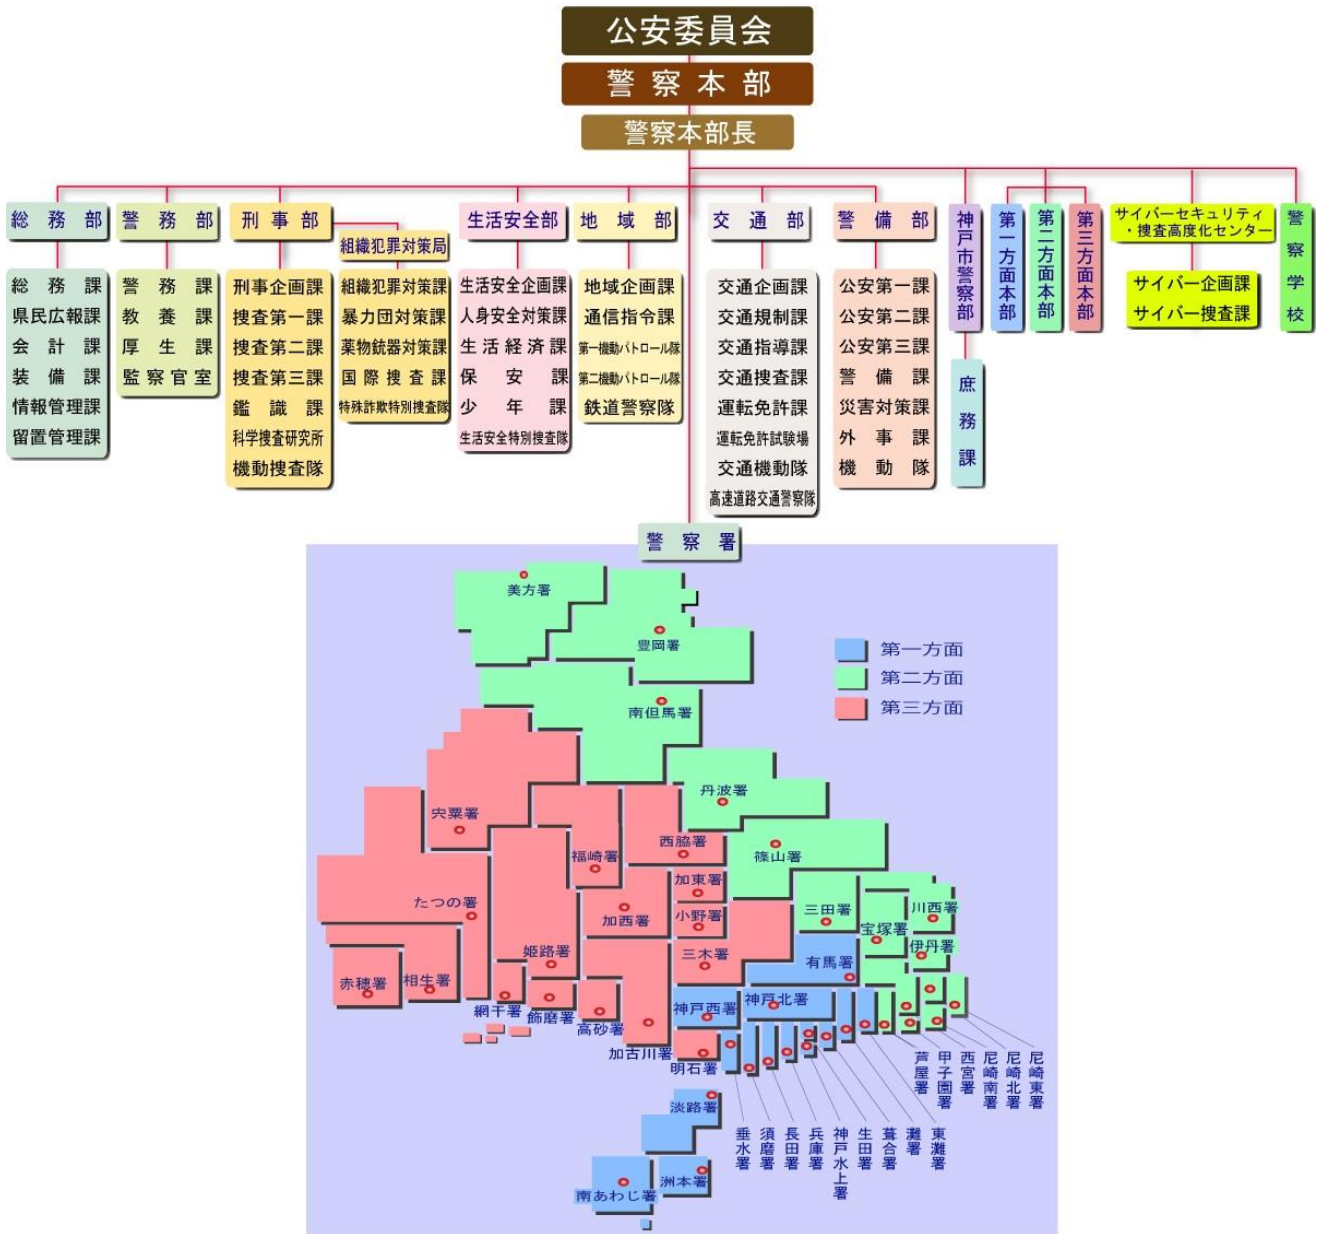 公安委員会
警察本部
警察本部長
総務部
総務課
県民広報課
会計課
装備課
情報管理課
留置管理課
警務部
警務課
教養課
厚生課
監察官室
刑事部
刑事企画課
捜査第一課
捜査第二課
捜査第三課
鑑識課
科学捜査研究所
機動捜査隊
組織犯罪対策局
組織犯罪対策課
暴力団対策課
薬物銃器対策課
国際捜査課
特殊詐欺特別捜査隊
生活安全部
生活安全企画課
人身安全対策課
生活経済課
保安課
少年課
生活安全特別捜査隊
地域部
地域企画課
通信指令課
第一機動パトロール隊
第二機動パトロール隊
鉄道警察隊
交通部
交通企画課
交通規制課
交通指導課
交通捜査課
運転免許課
運転免許試験場
交通機動隊
高速道路交通警察隊
警備部
公安第一課
公安第二課
公安第三課
警備課
災害対策課
外事課
機動隊
神戸市警察部
庶務課
第一方面本部
第二方面本部
第三方面本部
サイバーセキュリティ
・捜査高度化センター
サイバー企画課
サイバー捜査課
警察学校
警察署
第一方面
第二方面
第三方面
美方署
豊岡署
南但馬署
丹波署
宍粟署
西脇署
福崎署
篠山署
加東署
たつの署
加西署
小野署
三田署
川西署
宝塚署
伊丹署
姫路署
三木署
有馬署
赤穂署
相生署
網干署
飾磨署
高砂署
神戸西署
神戸北署
加古川署
明石署
芦屋署
甲子園署
西宮署
尼崎南署
尼崎北署
尼崎東署
淡路署
垂水署
須磨署
長田署
兵庫署
神戸水上署
生田署
葺合署
灘署
東灘署
洲本署
南あわじ署